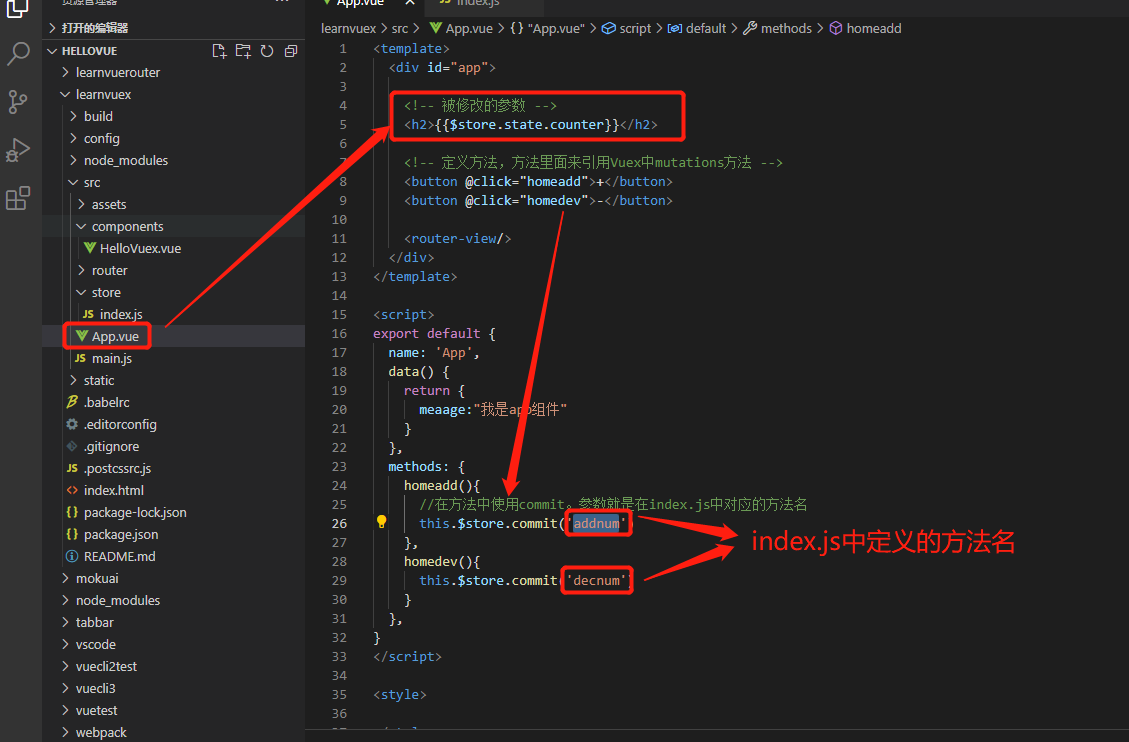 资源管理器
App.vue
index.js
打开的编辑器
HELLOVUE
learnvuerouter
learnvuex
build
config
node_modules
src
assets
components
HelloVuex.vue
router
store
JS index.js
App.vue
JS main.js
static
.babelrc
.editorconfig
.gitignore
JS .postcssrc.js
<> index.html
{} package-lock.json
{} package.json
README.md
mokuai
node_modules
tabbar
vscode
vuecli2test
vuecli3
vuetest
webpack
learnvuex > src > App.vue > {} "App.vue" > script > default > methods > homeadd
1 <template>
2 <div id="app">
3
4 <!-- 被修改的参数 -->
5 <h2>{{$store.state.counter}}</h2>
6
7 <!-- 定义方法，方法里面来引用Vuex中mutations方法 -->
8 <button @click="homeadd">+</button>
9 <button @click="homedev">-</button>
10
11 <router-view/>
12 </div>
13 </template>
14
15 <script>
16 export default {
17 name: 'App',
18 data() {
19 return {
20 meaage:"我是app组件"
21 }
22 },
23 methods: {
24 homeadd(){
25 //在方法中使用commit。参数就是在index.js中对应的方法名
26 this.$store.commit('addnum')
27 },
28 homedev(){
29 this.$store.commit('decnum')
30 }
31 },
32 }
33 </script>
34
35 <style>
36
index.js中定义的方法名